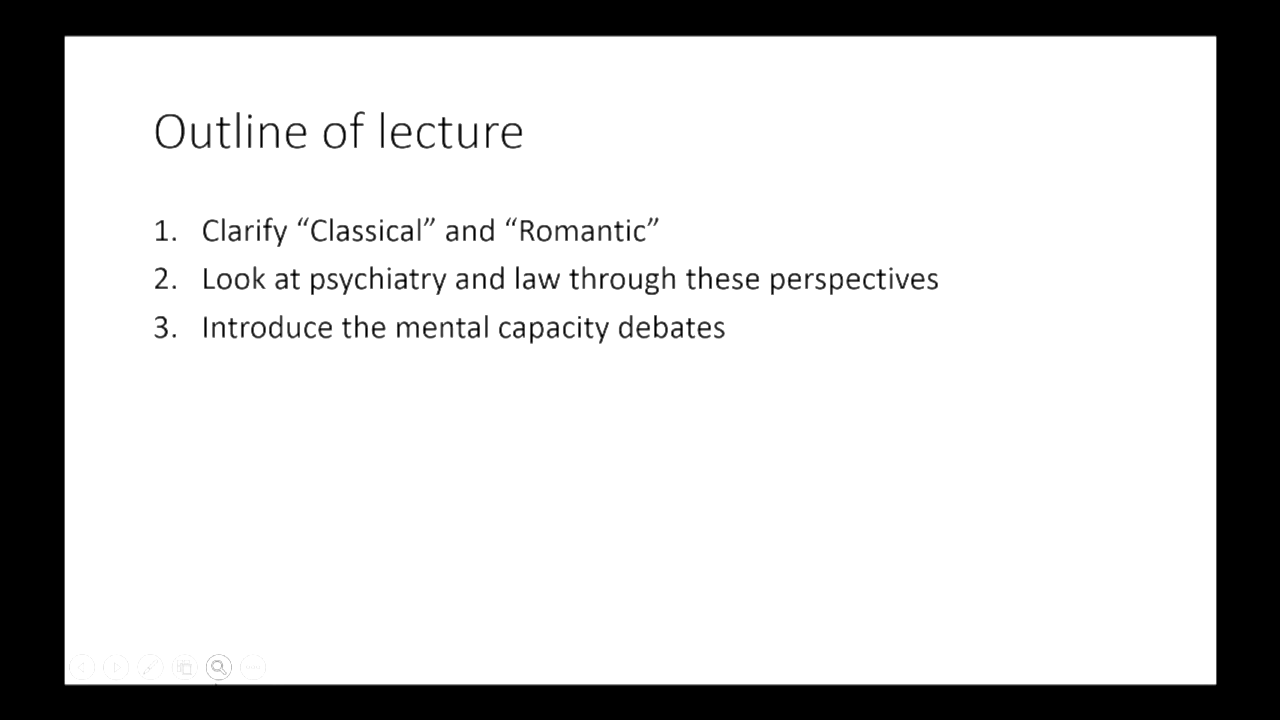 Outline of lecture
1. Clarify “Classical” and “Romantic”
2. Look at psychiatry and law through these perspectives
3. Introduce the mental capacity debates